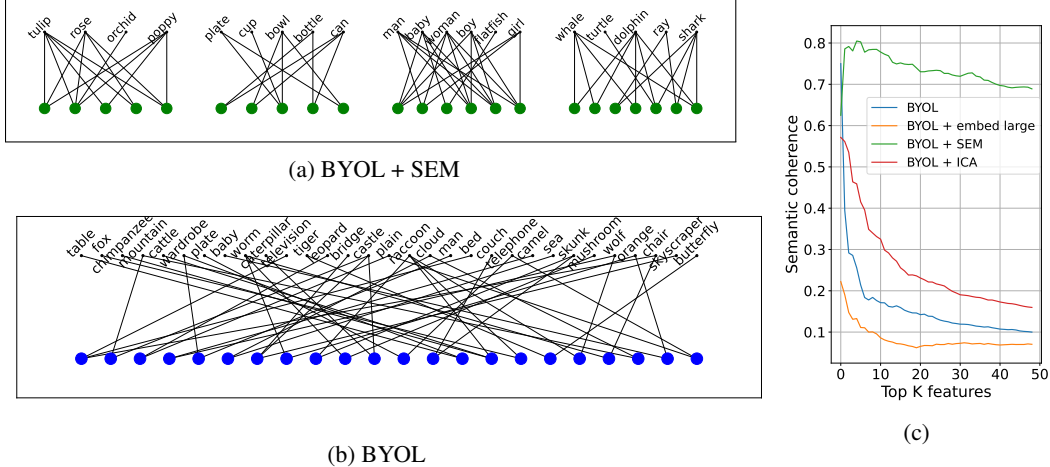 tulip rose orchid poppy plate cup bowl bottle can man baby woman boy flatfish girl whale turtle dolphin ray shark
(a) BYOL + SEM
table fox chimpanzee mountain cattle wardrobe plate baby worm caterpillar television tiger leopard bridge castle plain raccoon cloud man bed couch telephone camel sea skunk mushroom wolf orange chair skyscraper butterfly
(b) BYOL
0.8
0.7
0.6
0.5
0.4
0.3
0.2
0.1
Semantic coherence
BYOL
BYOL + embed large
BYOL + SEM
BYOL + ICA
0 10 20 30 40 50
Top K features
(c)